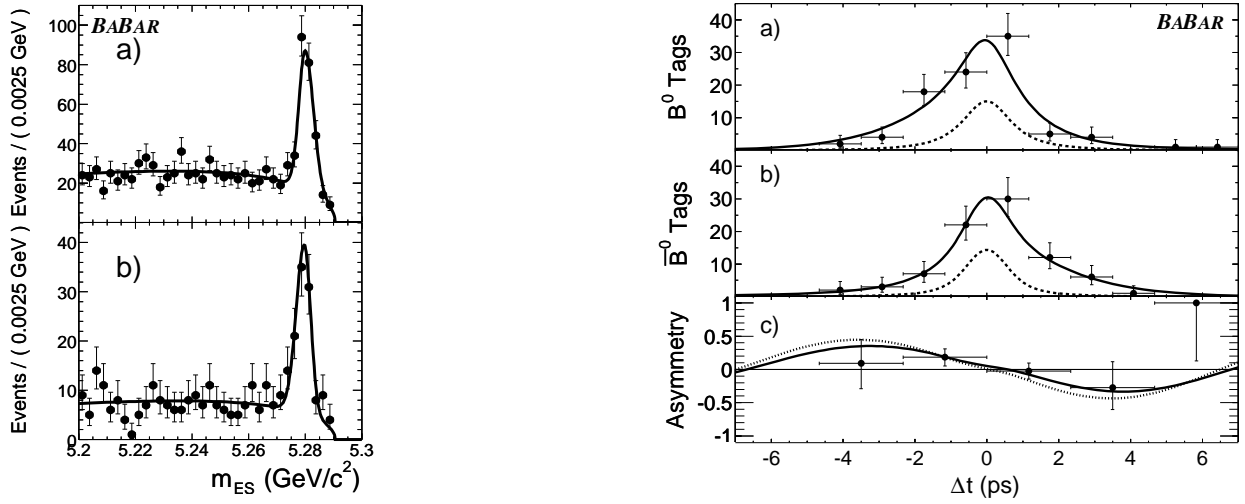 BABAR
a)
Events / ( 0.0025 GeV )
100
80
60
40
20
b)
Events / ( 0.0025 GeV )
40
30
20
10
0
5.2 5.22 5.24 5.26 5.28 5.3
m_ES (GeV/c²)
BABAR
a)
B⁰ Tags
40
30
20
10
b)
B̅⁰ Tags
40
30
20
10
c)
Asymmetry
1
0.5
0
-0.5
-1
-6 -4 -2 0 2 4 6
Δt (ps)